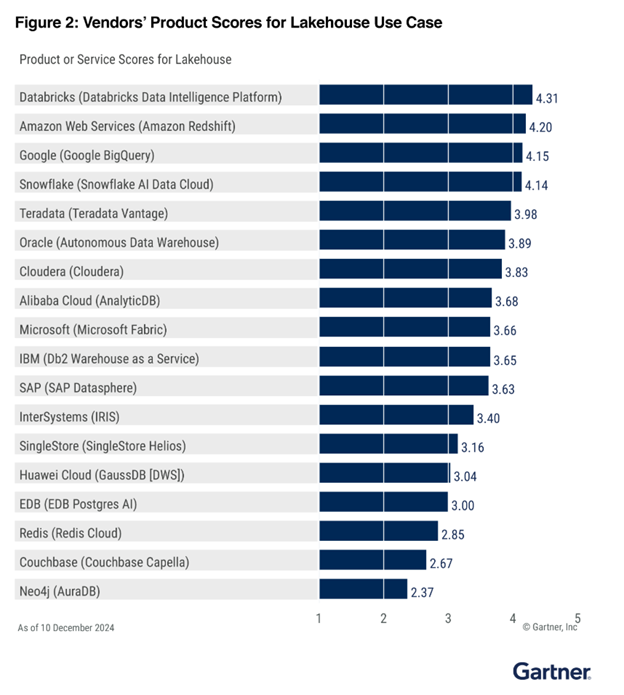 Figure 2: Vendors' Product Scores for Lakehouse Use Case
Product or Service Scores for Lakehouse
Databricks (Databricks Data Intelligence Platform) 4.31
Amazon Web Services (Amazon Redshift) 4.20
Google (Google BigQuery) 4.15
Snowflake (Snowflake AI Data Cloud) 4.14
Teradata (Teradata Vantage) 3.98
Oracle (Autonomous Data Warehouse) 3.89
Cloudera (Cloudera) 3.83
Alibaba Cloud (AnalyticDB) 3.68
Microsoft (Microsoft Fabric) 3.66
IBM (Db2 Warehouse as a Service) 3.65
SAP (SAP Datasphere) 3.63
InterSystems (IRIS) 3.40
SingleStore (SingleStore Helios) 3.16
Huawei Cloud (GaussDB [DWS]) 3.04
EDB (EDB Postgres AI) 3.00
Redis (Redis Cloud) 2.85
Couchbase (Couchbase Capella) 2.67
Neo4j (AuraDB) 2.37
1 2 3 4 5
As of 10 December 2024 © Gartner, Inc
Gartner.